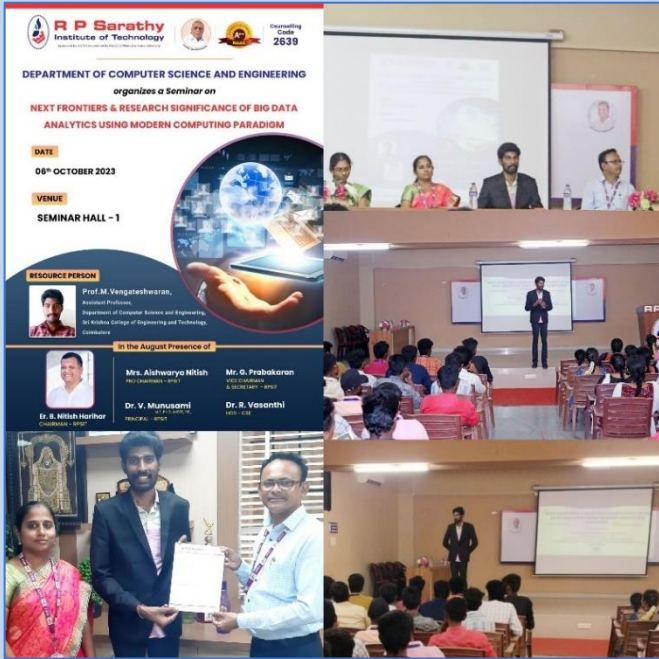 R P Sarathy
Institute of Technology
Counselling
Code
2639
DEPARTMENT OF COMPUTER SCIENCE AND ENGINEERING
organizes a Seminar on
NEXT FRONTIERS & RESEARCH SIGNIFICANCE OF BIG DATA
ANALYTICS USING MODERN COMPUTING PARADIGM
DATE
06th OCTOBER 2023
VENUE
SEMINAR HALL - 1
RESOURCE PERSON
Prof.M.Vengateshwaran,
Assistant Professor,
Department of Computer Science and Engineering,
Sri Krishna College of Engineering and Technology,
Coimbatore
In the August Presence of
Er. B. Nitish Harihar
CHAIRMAN - RPSIT
Mrs. Aishwarya Nitish
PRO CHAIRMAN - RPSIT
Mr. G. Prabakaran
VICE CHAIRMAN
& SECRETARY - RPSIT
Dr. V. Munusami
PRINCIPAL - RPSIT
Dr. R. Vasanthi
HOD - CSE